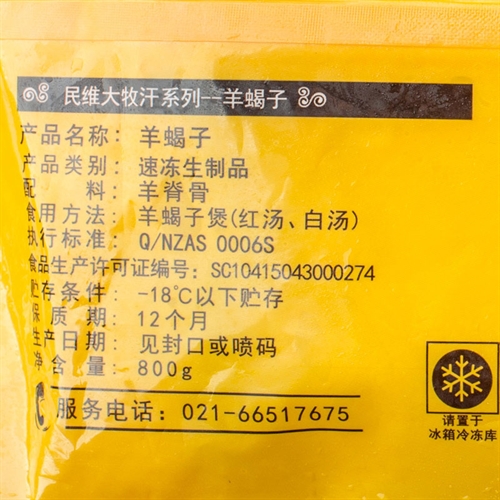 民维大牧汗系列--羊蝎子
产品名称：羊蝎子
产品类别：速冻生制品
配 料：羊脊骨
食用方法：羊蝎子煲(红汤、白汤)
执行标准：Q/NZAS 0006S
食品生产许可证编号：SC10415043000274
贮存条件：-18℃以下贮存
保 质 期：12个月
生产日期：见封口或喷码
净 含 量：800g
服务电话：021-66517675
请置于
冰箱冷冻库